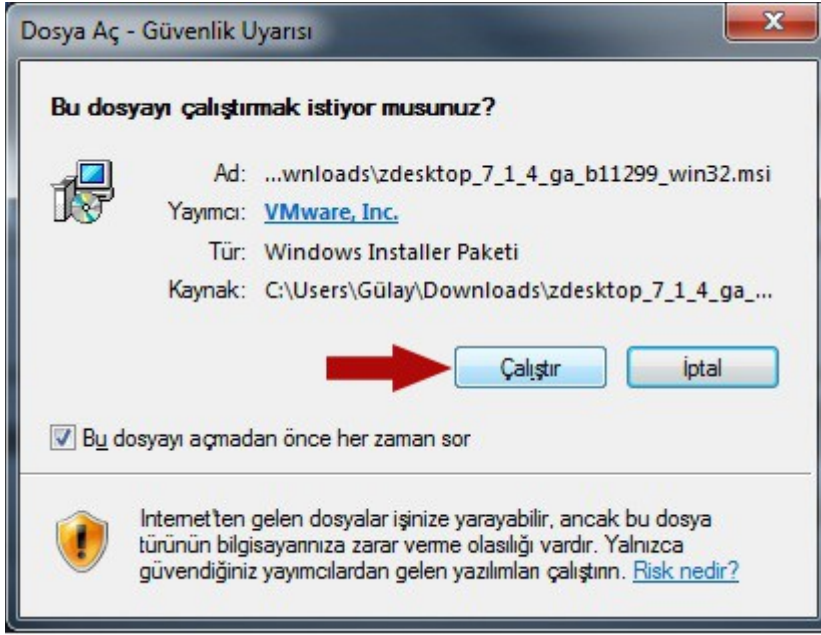 Dosya Aç - Güvenlik Uyarısı
Bu dosyayı çalıştırmak istiyor musunuz?
Ad: ...wnloads\zdesktop_7_1_4_ga_b11299_win32.msi
Yayımcı: VMware, Inc.
Tür: Windows Installer Paketi
Kaynak: C:\Users\Gülay\Downloads\zdesktop_7_1_4_ga_...
Çalıştır İptal
Bu dosyayı açmadan önce her zaman sor
Internet'ten gelen dosyalar işinize yarayabilir, ancak bu dosya
türünün bilgisayarınıza zarar verme olasılığı vardır. Yalnızca
güvendiğiniz yayımcılardan gelen yazılımları çalıştırın. Risk nedir?